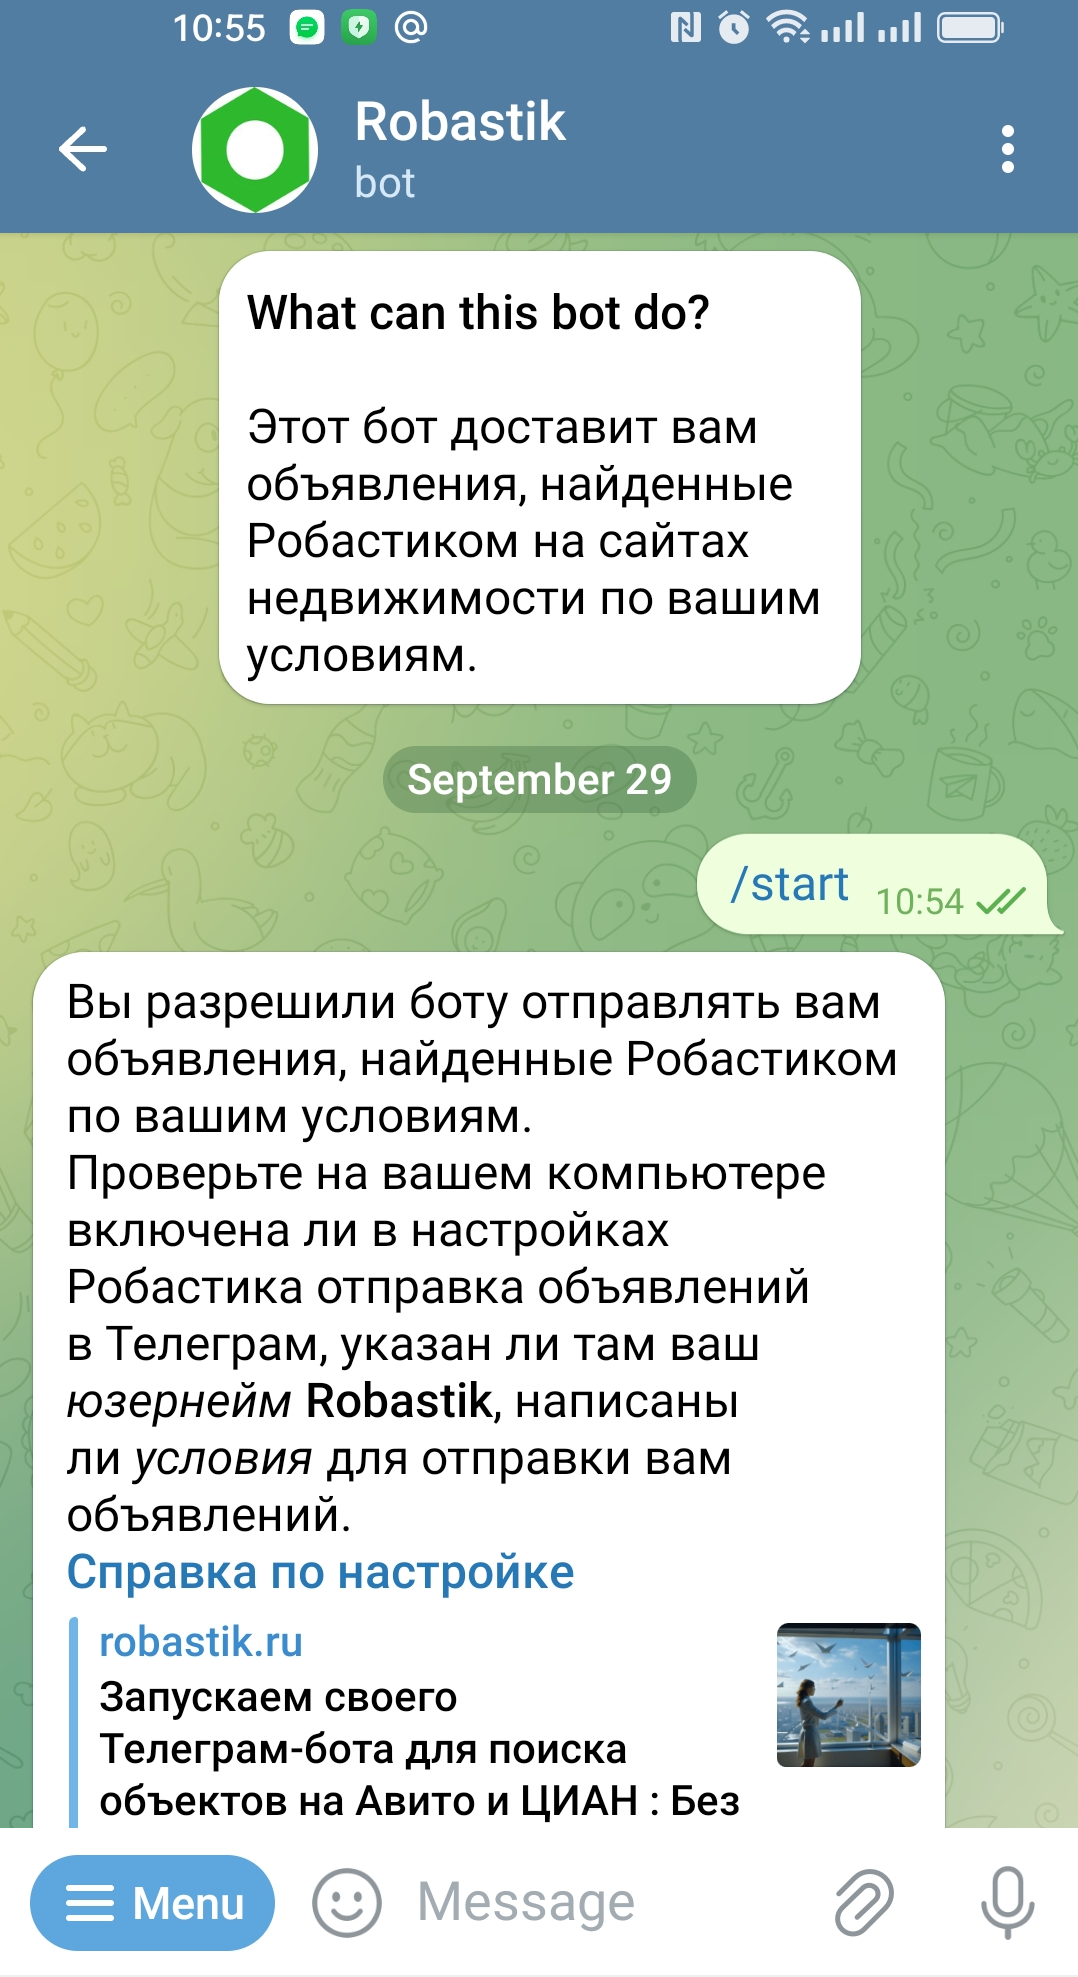 10:55
Robastik
bot
What can this bot do?
Этот бот доставит вам
объявления, найденные
Робастиком на сайтах
недвижимости по вашим
условиям.
September 29
/start 10:54
Вы разрешили боту отправлять вам
объявления, найденные Робастиком
по вашим условиям.
Проверьте на вашем компьютере
включена ли в настройках
Робастика отправка объявлений
в Телеграм, указан ли там ваш
юзернейм Robastik, написаны
ли условия для отправки вам
объявлений.
Справка по настройке
robastik.ru
Запускаем своего
Телеграм-бота для поиска
объектов на Авито и ЦИАН : Без
Menu Message